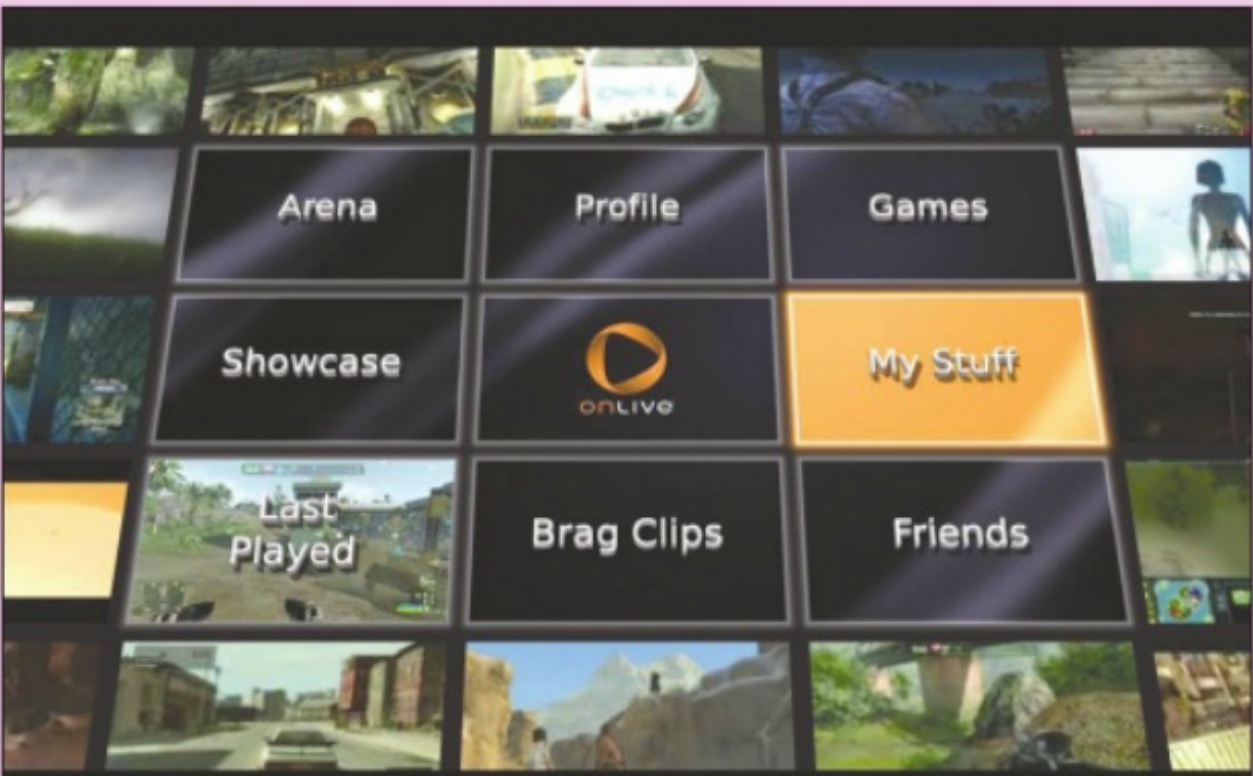 Arena
Profile
Games
Showcase
onLIVE
My Stuff
Last
Played
Brag Clips
Friends